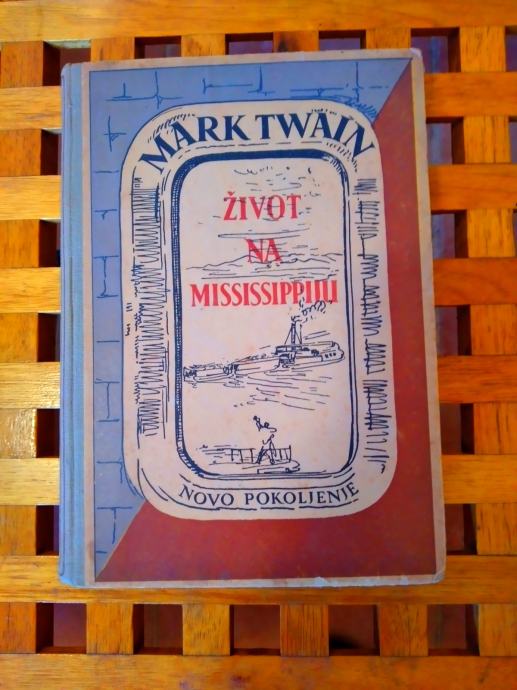 MARK TWAIN
ŽIVOT
NA
MISSISSIPPIJU
NOVO POKOLJENJE